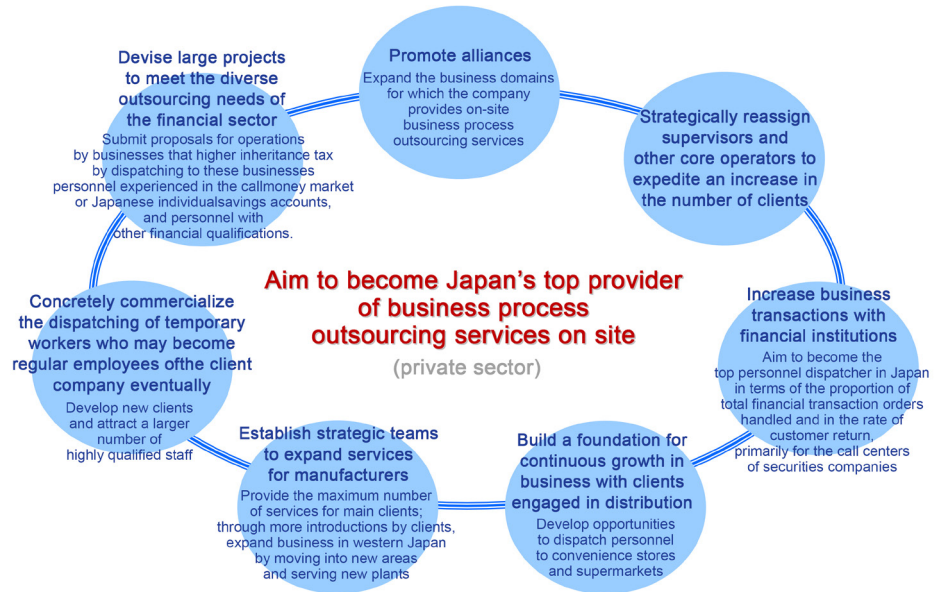 Promote alliances
Expand the business domains
for which the company
provides on-site
business process
outsourcing services
Strategically reassign
supervisors and
other core operators to
expedite an increase in
the number of clients
Increase business
transactions with
financial institutions
Aim to become the
top personnel dispatcher in Japan
in terms of the proportion of
total financial transaction orders
handled and in the rate of
customer return,
primarily for the call centers
of securities companies
Build a foundation for
continuous growth in
business with clients
engaged in distribution
Develop opportunities
to dispatch personnel
to convenience stores
and supermarkets
Establish strategic teams
to expand services
for manufacturers
Provide the maximum number
of services for main clients;
through more introductions by clients,
expand business in western Japan
by moving into new areas
and serving new plants
Concretely commercialize
the dispatching of temporary
workers who may become
regular employees ofthe client
company eventually
Develop new clients
and attract a larger
number of
highly qualified staff
Devise large projects
to meet the diverse
outsourcing needs of
the financial sector
Submit proposals for operations
by businesses that higher inheritance tax
by dispatching to these businesses
personnel experienced in the callmoney market
or Japanese individualsavings accounts,
and personnel with
other financial qualifications.
Aim to become Japan's top provider
of business process
outsourcing services on site
(private sector)